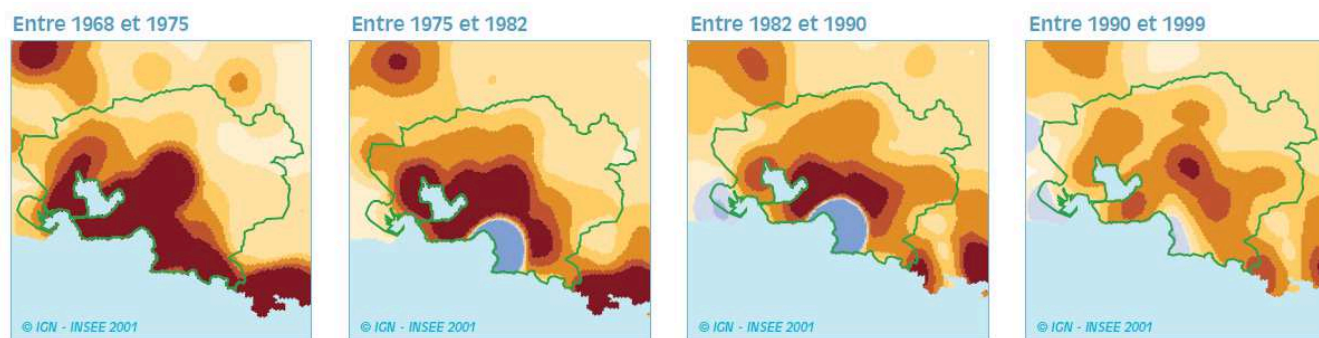 Entre 1968 et 1975
Entre 1975 et 1982
Entre 1982 et 1990
Entre 1990 et 1999
© IGN - INSEE 2001
© IGN - INSEE 2001
© IGN - INSEE 2001
© IGN - INSEE 2001